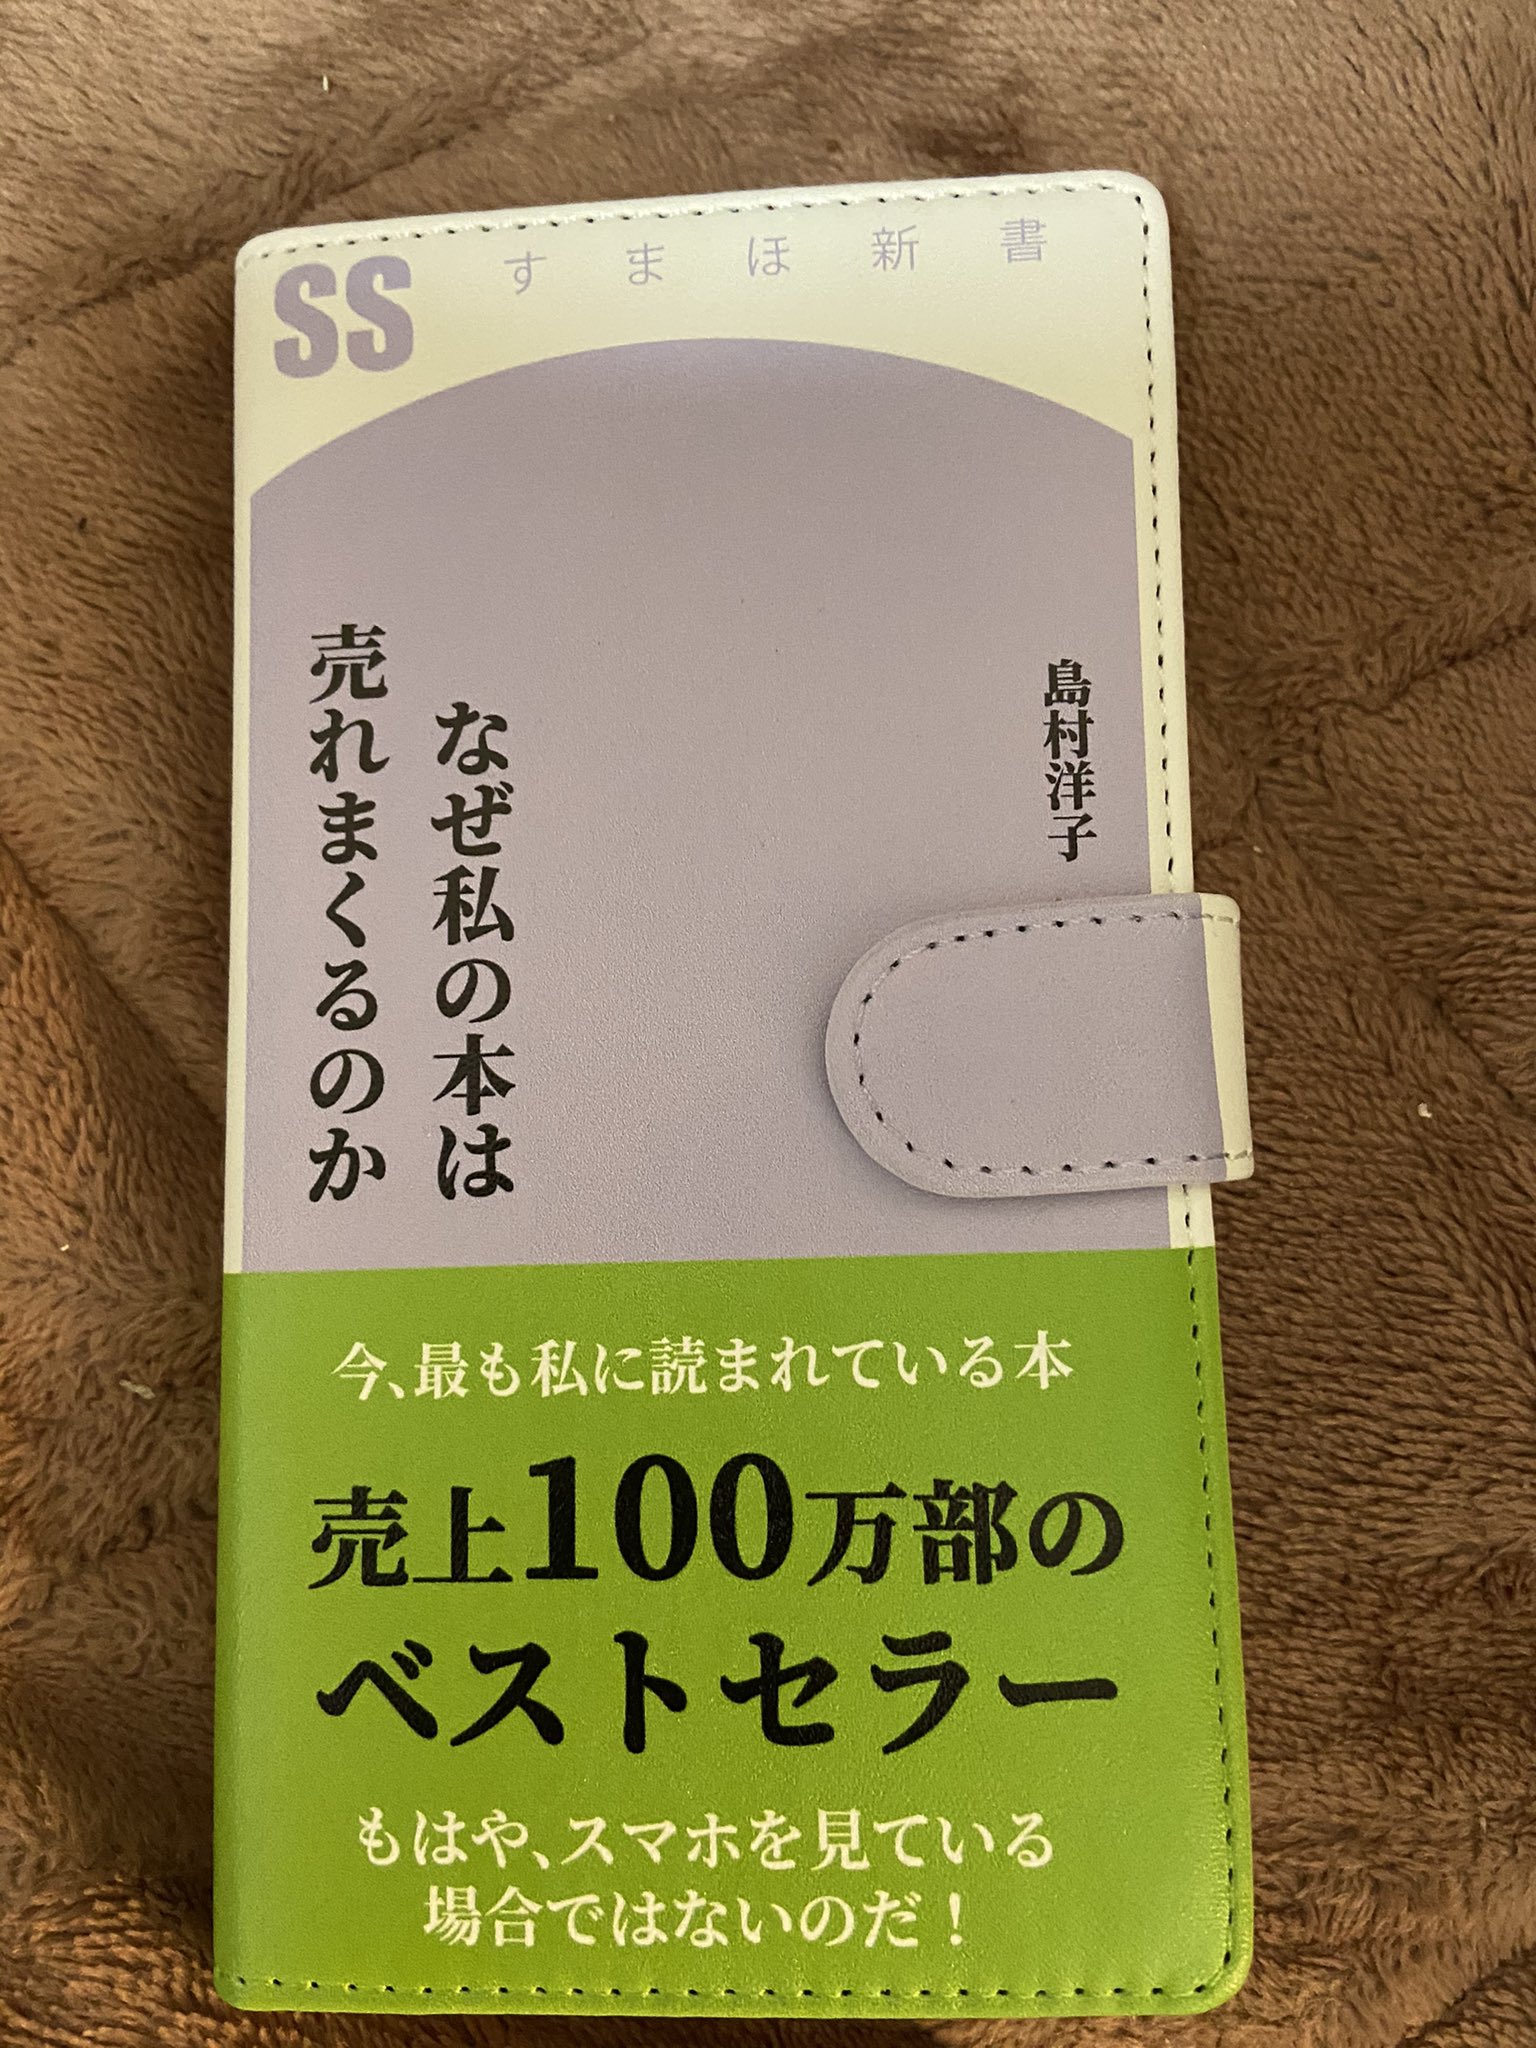 SS
すまほ新書
島村洋子
なぜ私の本は
売れまくるのか
今、最も私に読まれている本
売上100万部の
ベストセラー
もはや、スマホを見ている
場合ではないのだ！